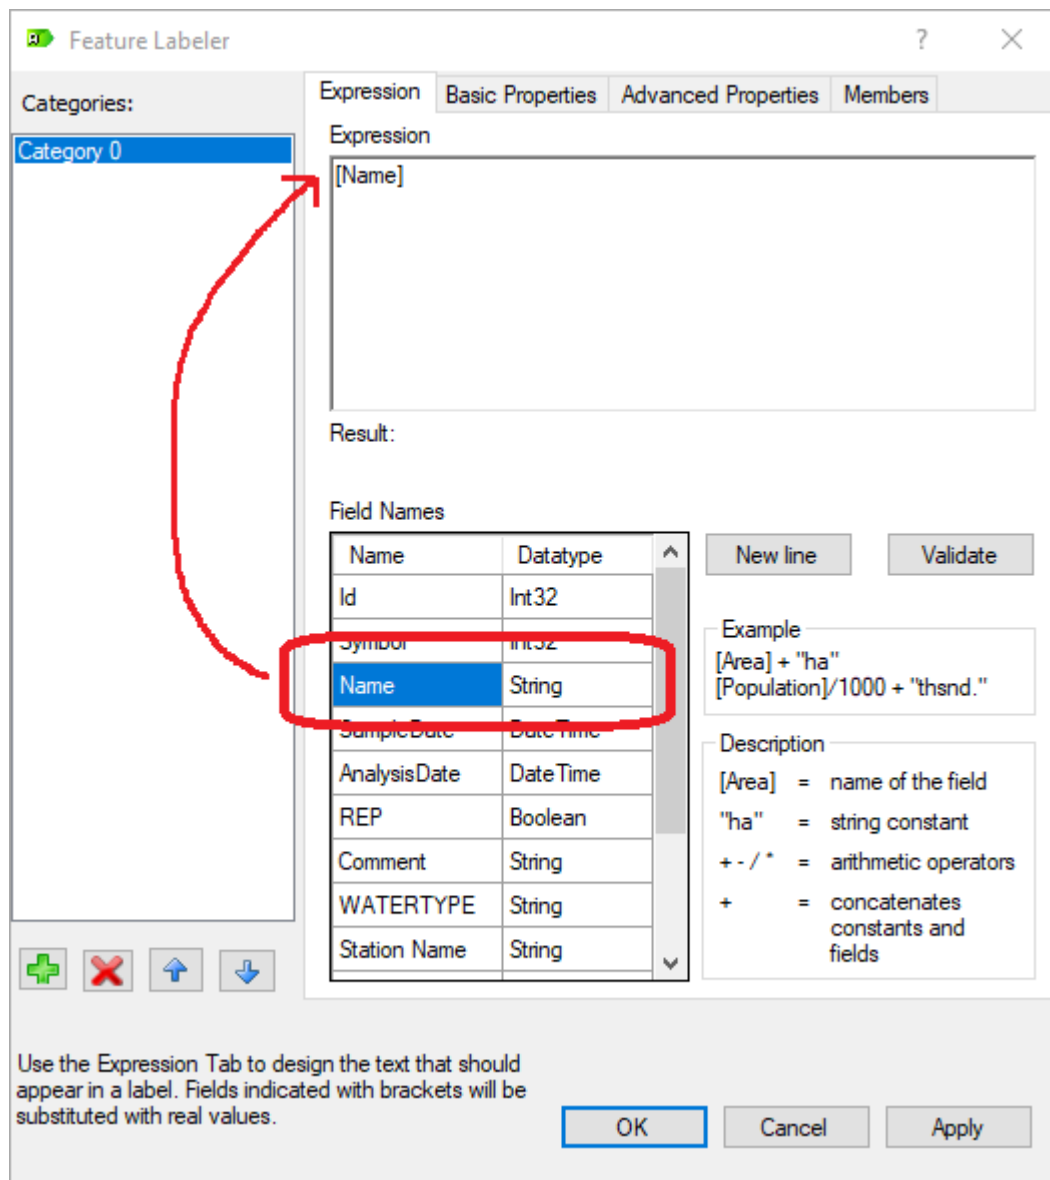 Feature Labeler
?
Categories:
Category 0
Expression
Basic Properties
Advanced Properties
Members
Expression
[Name]
Result:
Field Names
Name Datatype
Id Int32
Symbol Int32
Name String
SampleDate DateTime
AnalysisDate DateTime
REP Boolean
Comment String
WATERTYPE String
Station Name String
New line
Validate
Example
[Area] + "ha"
[Population]/1000 + "thsnd."
Description
[Area] = name of the field
"ha" = string constant
+ - / * = arithmetic operators
+ = concatenates
constants and
fields
Use the Expression Tab to design the text that should
appear in a label. Fields indicated with brackets will be
substituted with real values.
OK
Cancel
Apply